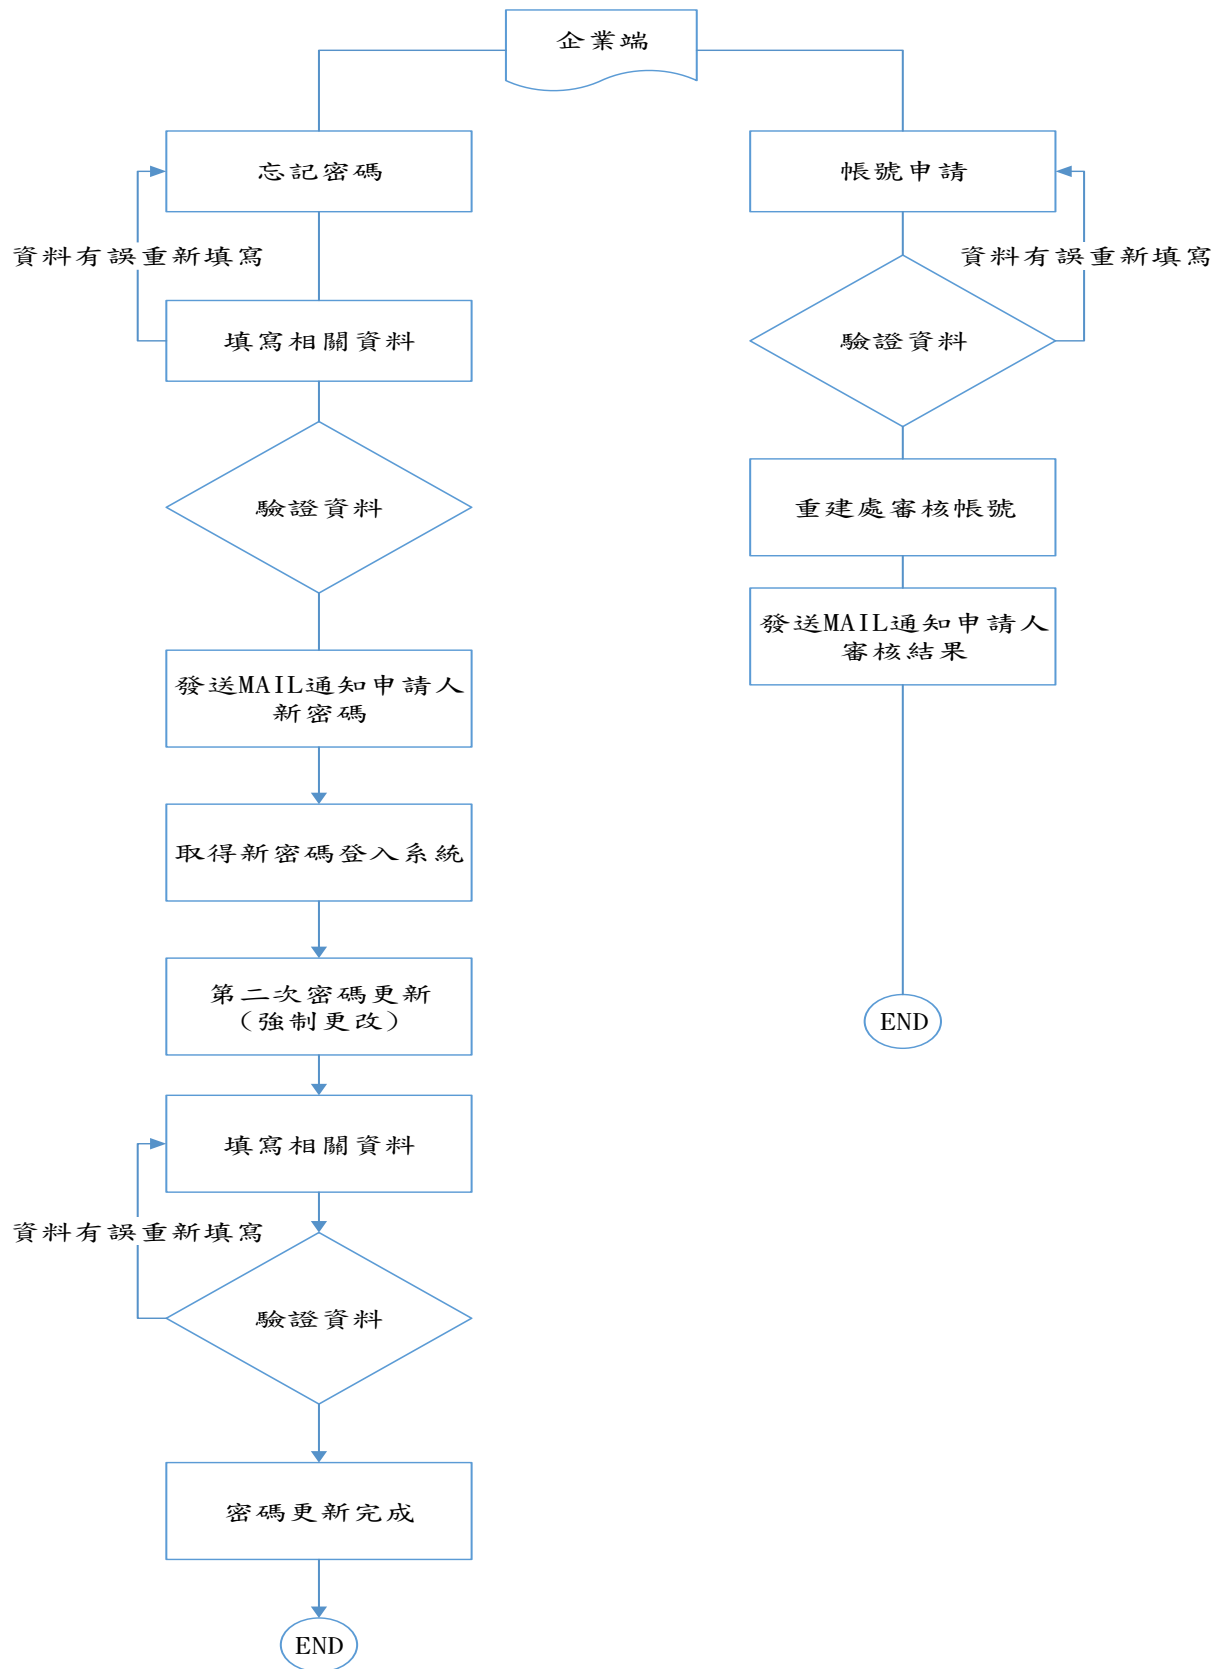 企業端
忘記密碼
資料有誤重新填寫
填寫相關資料
驗證資料
發送MAIL通知申請人
新密碼
取得新密碼登入系統
第二次密碼更新
（強制更改）
填寫相關資料
資料有誤重新填寫
驗證資料
密碼更新完成
END
帳號申請
資料有誤重新填寫
驗證資料
重建處審核帳號
發送MAIL通知申請人
審核結果
END